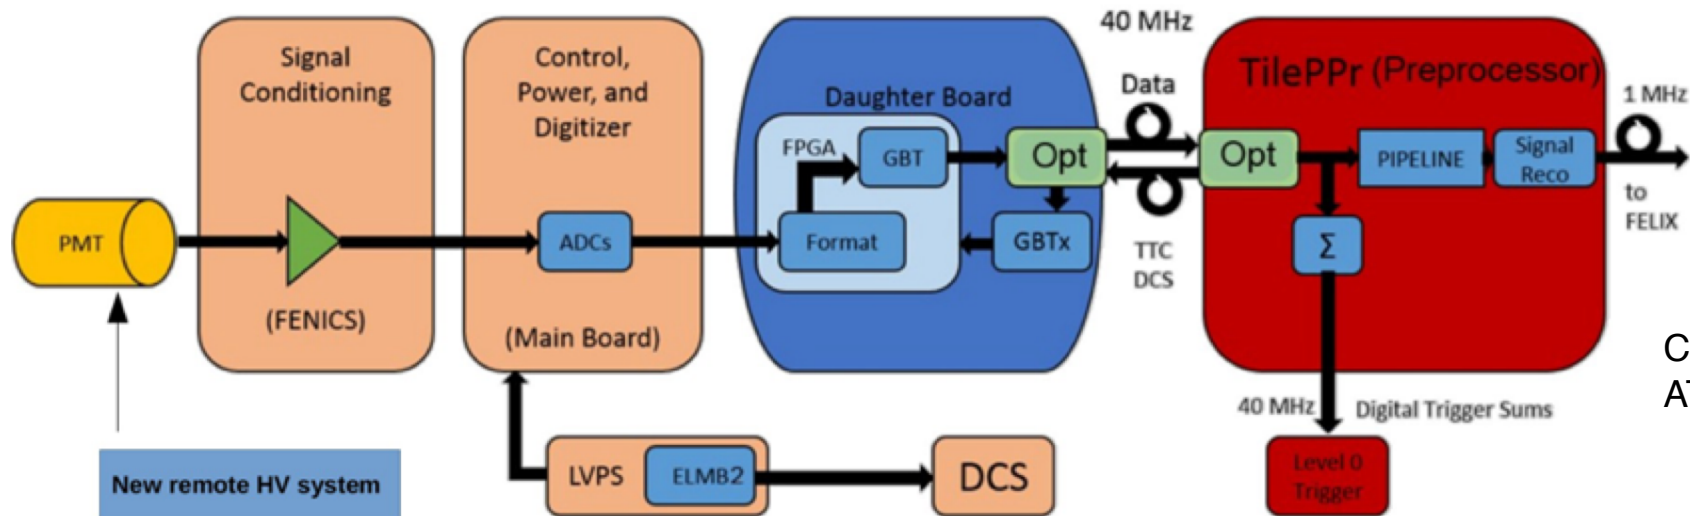 PMT
New remote HV system
Signal
Conditioning
(FENICS)
Control,
Power, and
Digitizer
ADCs
(Main Board)
LVPS
ELMB2
DCS
Daughter Board
FPGA
GBT
Format
Opt
GBTx
40 MHz
Data
TTC
DCS
TilePPr (Preprocessor)
Opt
PIPELINE
Signal
Reco
Σ
1 MHz
to
FELIX
40 MHz
Digital Trigger Sums
Level 0
Trigger
C
AT